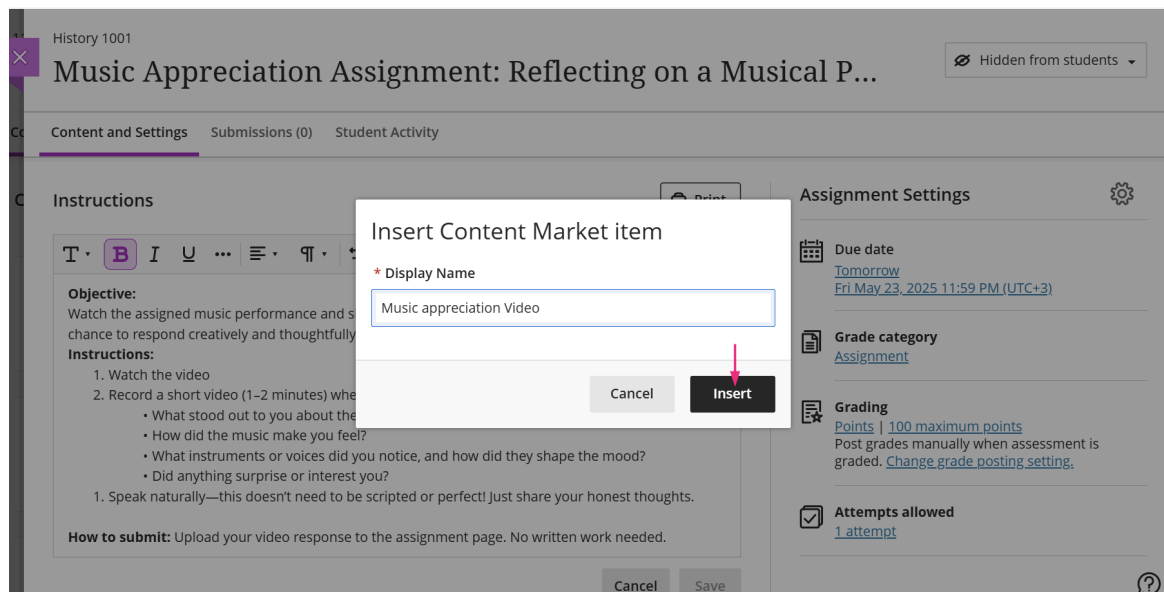 History 1001
Music Appreciation Assignment: Reflecting on a Musical P...
Hidden from students
Content and Settings
Submissions (0)
Student Activity
Instructions
Print
T
B
I
U
Objective:
Watch the assigned music performance and s
chance to respond creatively and thoughtfully
Instructions:
1. Watch the video
2. Record a short video (1–2 minutes) whe
• What stood out to you about the
• How did the music make you feel?
• What instruments or voices did you notice, and how did they shape the mood?
• Did anything surprise or interest you?
1. Speak naturally—this doesn't need to be scripted or perfect! Just share your honest thoughts.
How to submit: Upload your video response to the assignment page. No written work needed.
Cancel
Save
Insert Content Market item
* Display Name
Music appreciation Video
Cancel
Insert
Assignment Settings
Due date
Tomorrow
Fri May 23, 2025 11:59 PM (UTC+3)
Grade category
Assignment
Grading
Points | 100 maximum points
Post grades manually when assessment is
graded. Change grade posting setting.
Attempts allowed
1 attempt